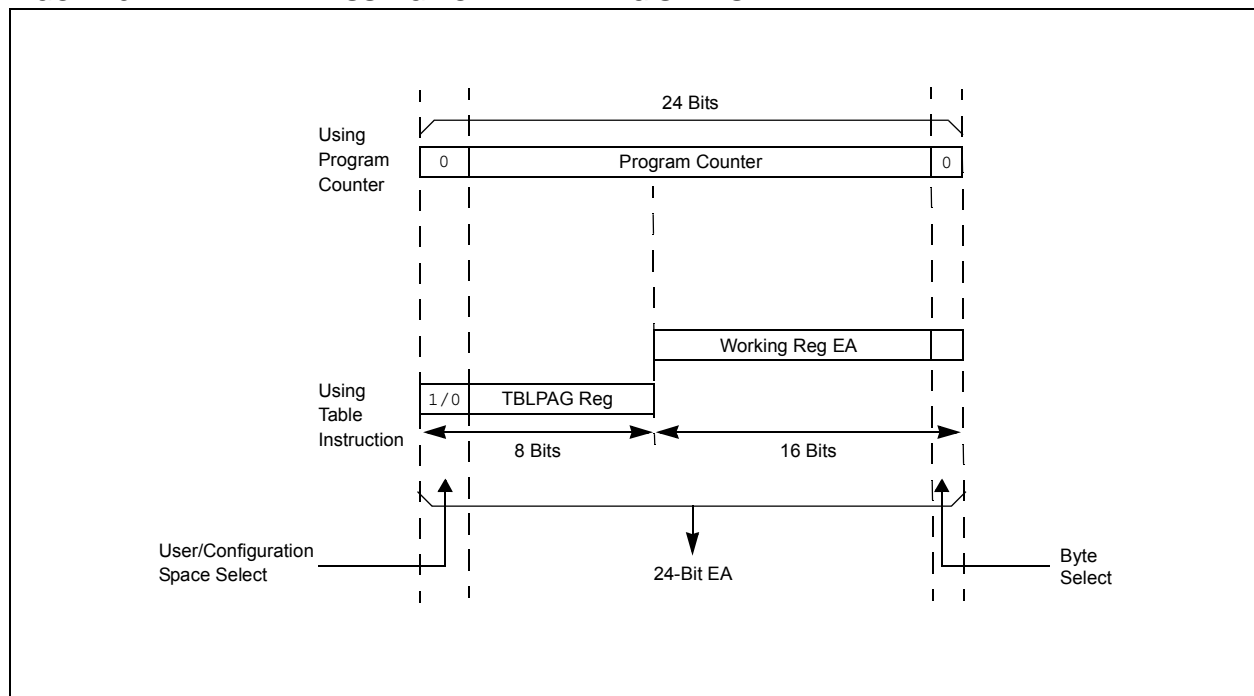 24 Bits
Using
Program
Counter
0
Program Counter
0
Working Reg EA
Using
Table
Instruction
1/0
TBLPAG Reg
8 Bits
16 Bits
User/Configuration
Space Select
24-Bit EA
Byte
Select